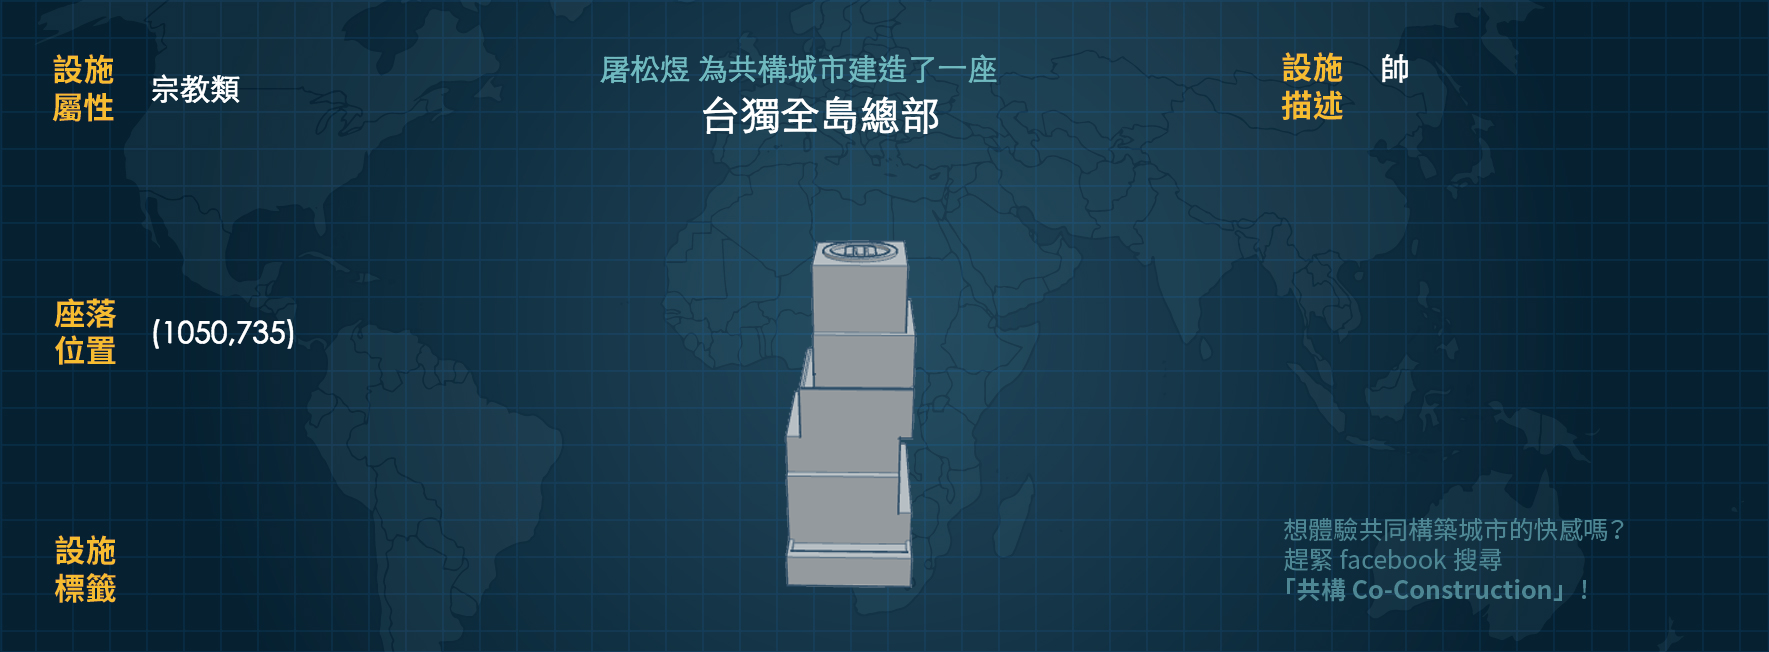 屠松煜 為共構城市建造了一座
台獨全島總部
設施
屬性
宗教類
設施
描述
帥
座落
位置
(1050,735)
設施
標籤
想體驗共同構築城市的快感嗎？
趕緊 facebook 搜尋
「共構 Co-Construction」！